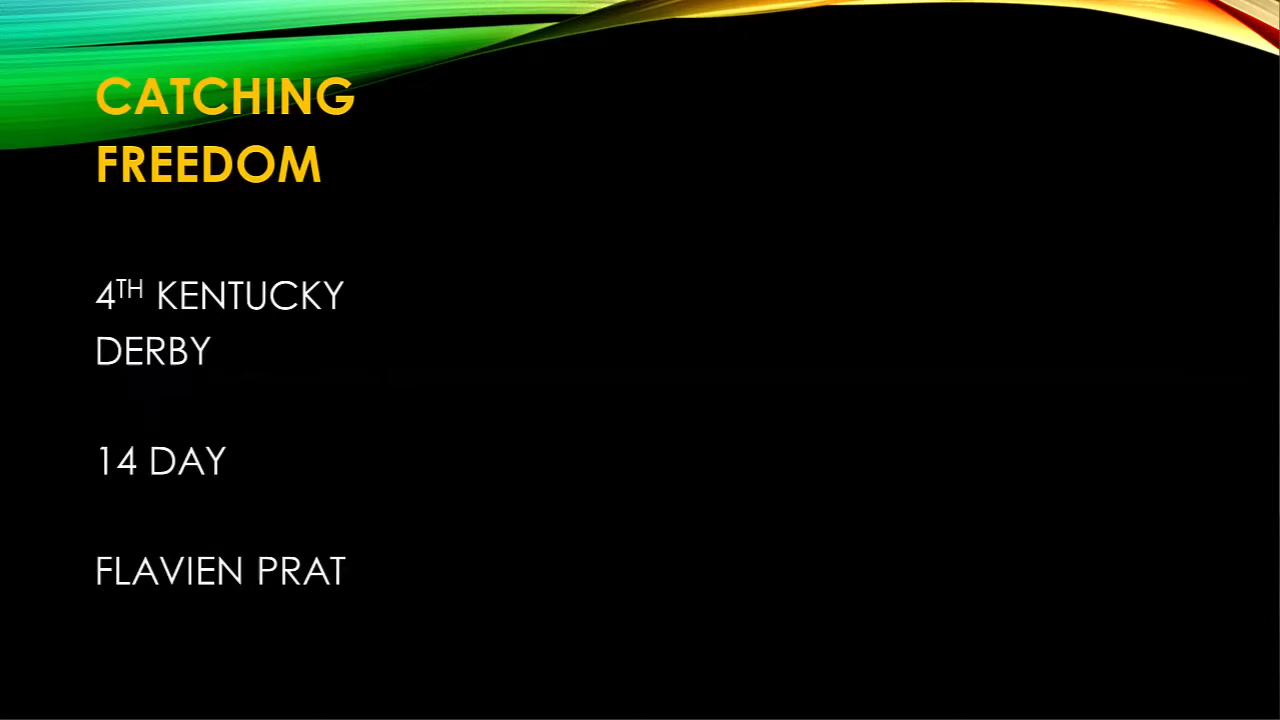 CATCHING
FREEDOM
4TH KENTUCKY
DERBY
14 DAY
FLAVIEN PRAT